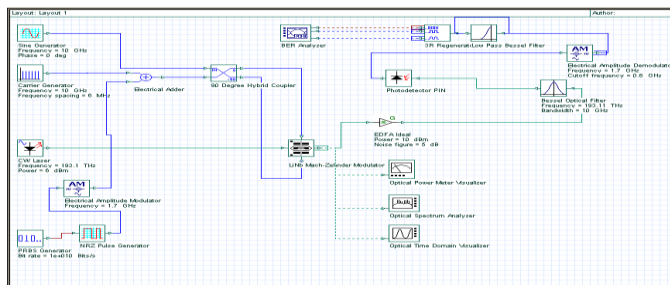 Layout: Layout 1
Author:
Sine Generator
Frequency = 10 GHz
Phase = 0 deg
Carrier Generator
Frequency = 10 GHz
Frequency spacing = 6 MHz
Electrical Adder
90 Degree Hybrid Coupler
BER Analyzer
3R Regenerator
Low Pass Bessel Filter
AM
Electrical Amplitude Demodulator
Frequency = 1.7 GHz
Cutoff frequency = 0.6 GHz
Photodetector PIN
Bessel Optical Filter
Frequency = 193.11 THz
Bandwidth = 10 GHz
G
EDFA Ideal
Power = 10 dBm
Noise figure = 5 dB
CW Laser
Frequency = 193.1 THz
Power = 6 dBm
LiNb Mach-Zehnder Modulator
AM
Electrical Amplitude Modulator
Frequency = 1.7 GHz
Optical Power Meter Visualizer
Optical Spectrum Analyzer
Optical Time Domain Visualizer
010..
PRBS Generator
Bit rate = 1e+010 Bits/s
NRZ Pulse Generator